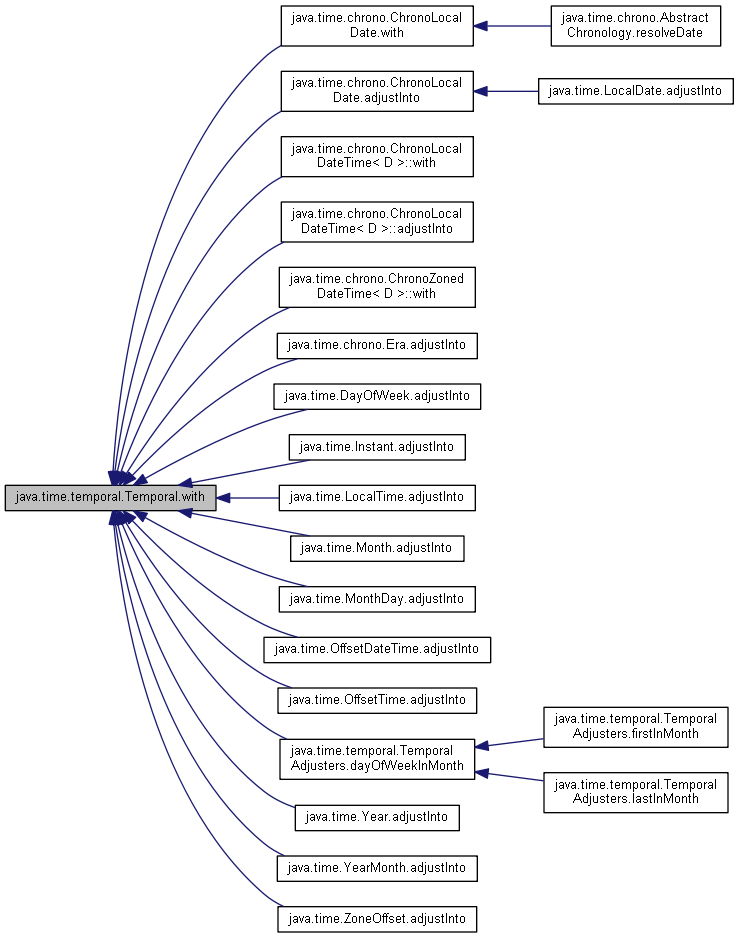 java.time.chrono.ChronoLocal
Date.with
java.time.chrono.Abstract
Chronology.resolveDate
java.time.chrono.ChronoLocal
Date.adjustInto
java.time.LocalDate.adjustInto
java.time.chrono.ChronoLocal
DateTime< D >::with
java.time.chrono.ChronoLocal
DateTime< D >::adjustInto
java.time.chrono.ChronoZoned
DateTime< D >::with
java.time.chrono.Era.adjustInto
java.time.DayOfWeek.adjustInto
java.time.Instant.adjustInto
java.time.temporal.Temporal.with
java.time.LocalTime.adjustInto
java.time.Month.adjustInto
java.time.MonthDay.adjustInto
java.time.OffsetDateTime.adjustInto
java.time.OffsetTime.adjustInto
java.time.temporal.Temporal
Adjusters.dayOfWeekInMonth
java.time.temporal.Temporal
Adjusters.firstInMonth
java.time.temporal.Temporal
Adjusters.lastInMonth
java.time.Year.adjustInto
java.time.YearMonth.adjustInto
java.time.ZoneOffset.adjustInto